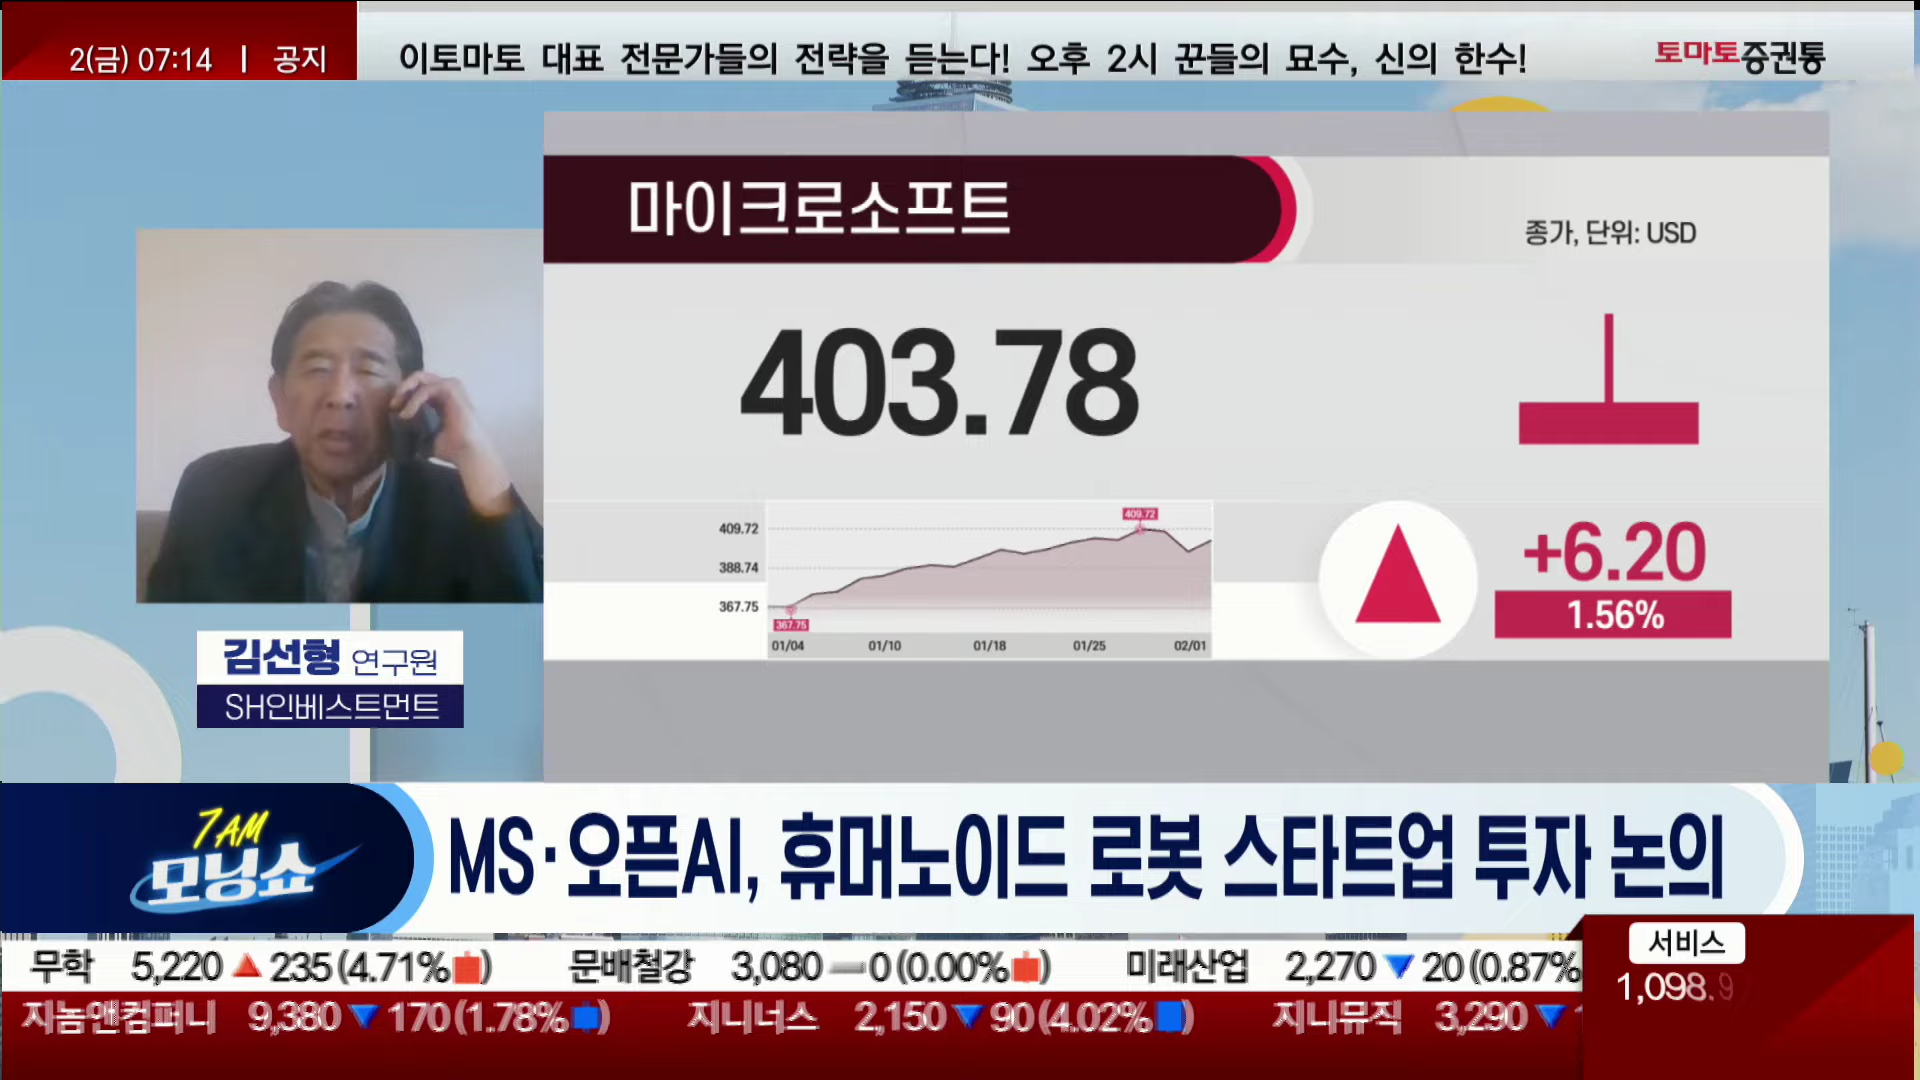 2(금) 07:14 | 공지
이토마토 대표 전문가들의 전략을 듣는다! 오후 2시 꾼들의 묘수, 신의 한수!
토마토증권통
마이크로소프트
종가, 단위: USD
403.78
409.72
388.74
367.75
409.72
367.75
01/04 01/10 01/18 01/25 02/01
+6.20
1.56%
김선형 연구원
SH인베스트먼트
7AM
모닝쇼
MS·오픈AI, 휴머노이드 로봇 스타트업 투자 논의
무학 5,220 ▲ 235 (4.71%) 문배철강 3,080 0 (0.00%) 미래산업 2,270 ▼ 20 (0.87%
지놈앤컴퍼니 9,380 ▼ 170 (1.78%) 지니너스 2,150 ▼ 90 (4.02%) 지니뮤직 3,290 ▼
서비스
1,098.9